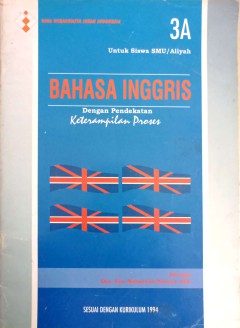 3A
Untuk Siswa SMU/Aliyah
BAHASA INGGRIS
Dengan Pendekatan
Keterampilan Proses
SESUAI DENGAN KURIKULUM 1994